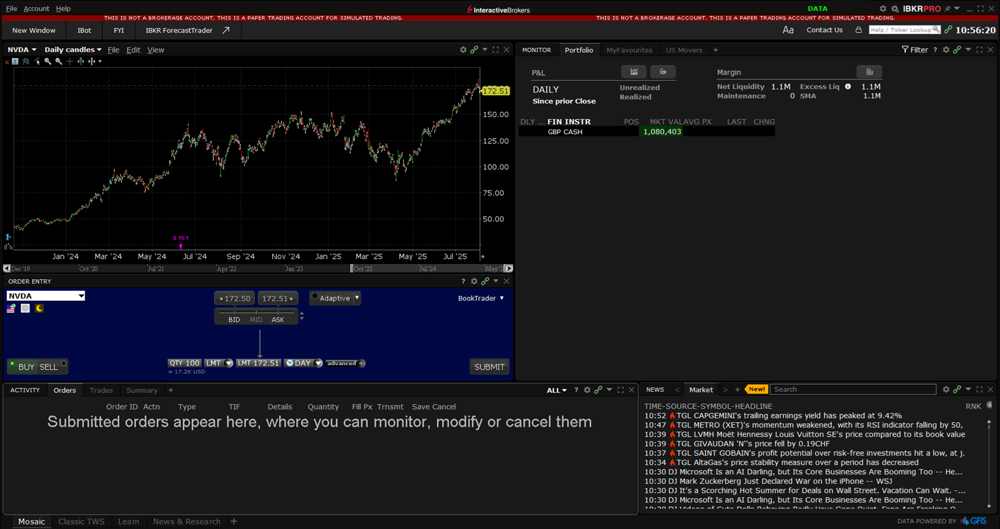 File Account Help
InteractiveBrokers
DATA
IBKRPRO
THIS IS NOT A BROKERAGE ACCOUNT. THIS IS A PAPER TRADING ACCOUNT FOR SIMULATED TRADING.
THIS IS NOT A BROKERAGE ACCOUNT. THIS IS A PAPER TRADING ACCOUNT FOR SIMULATED TRADING.
New Window IBot FYI IBKR ForecastTrader
Aa Contact Us Help / Ticker Lookup 10:56:20
NVDA Daily candles File Edit View
172.51
150.00
125.00
100.00
75.00
50.00
S 10:1
Jan '24 Mar '24 May '24 Jul '24 Sep '24 Nov '24 Jan '25 Mar '25 May '25 Jul '25
Dec '19 Oct '20 Jul '21 Apr '22 Jan '23 Oct '23 Jul '24
ORDER ENTRY ?
NVDA
172.50 172.51 Adaptive BookTrader
BID MID ASK
BUY SELL QTY 100 LMT LMT 172.51 DAY advanced + SUBMIT
≈ 17.2K USD
MONITOR Portfolio MyFavourites US Movers + Filter ?
P&L
DAILY
Since prior Close
Unrealized
Realized
Margin
Net Liquidity 1.1M Excess Liq 1.1M
Maintenance 0 SMA 1.1M
DLY ... FIN INSTR POS MKT VAL AVG PX LAST CHNG
GBP CASH 1,080,403
ACTIVITY Orders Trades Summary + ALL ?
Order ID Actn Type TIF Details Quantity Fill Px Trnsmt Save Cancel
Submitted orders appear here, where you can monitor, modify or cancel them
NEWS < Market > + New! Search
TIME-SOURCE-SYMBOL-HEADLINE RNK
10:52 TGL CAPGEMINI's trailing earnings yield has peaked at 9.42%
10:47 TGL METRO (XET)'s momentum weakened, with its RSI indicator falling by 50,
10:39 TGL LVMH Moët Hennessy Louis Vuitton SE's price compared to its book value
10:39 TGL GIVAUDAN 'N''s price fell by 0.19CHF
10:37 TGL SAINT GOBAIN's profit potential over risk-free investments hit a low, at j.
10:34 TGL AltaGas's price stability measure over a period has decreased
10:30 DJ Microsoft Is an AI Darling, but Its Core Businesses Are Booming Too -- He...
10:30 DJ Mark Zuckerberg Just Declared War on the iPhone -- WSJ
10:30 DJ It's a Scorching Hot Summer for Deals on Wall Street. Vacation Can Wait. -...
10:30 DJ Microsoft Is an AI Darling, but Its Core Businesses Are Booming Too -- He...
Mosaic Classic TWS Learn News & Research +
DATA POWERED BY GFIS